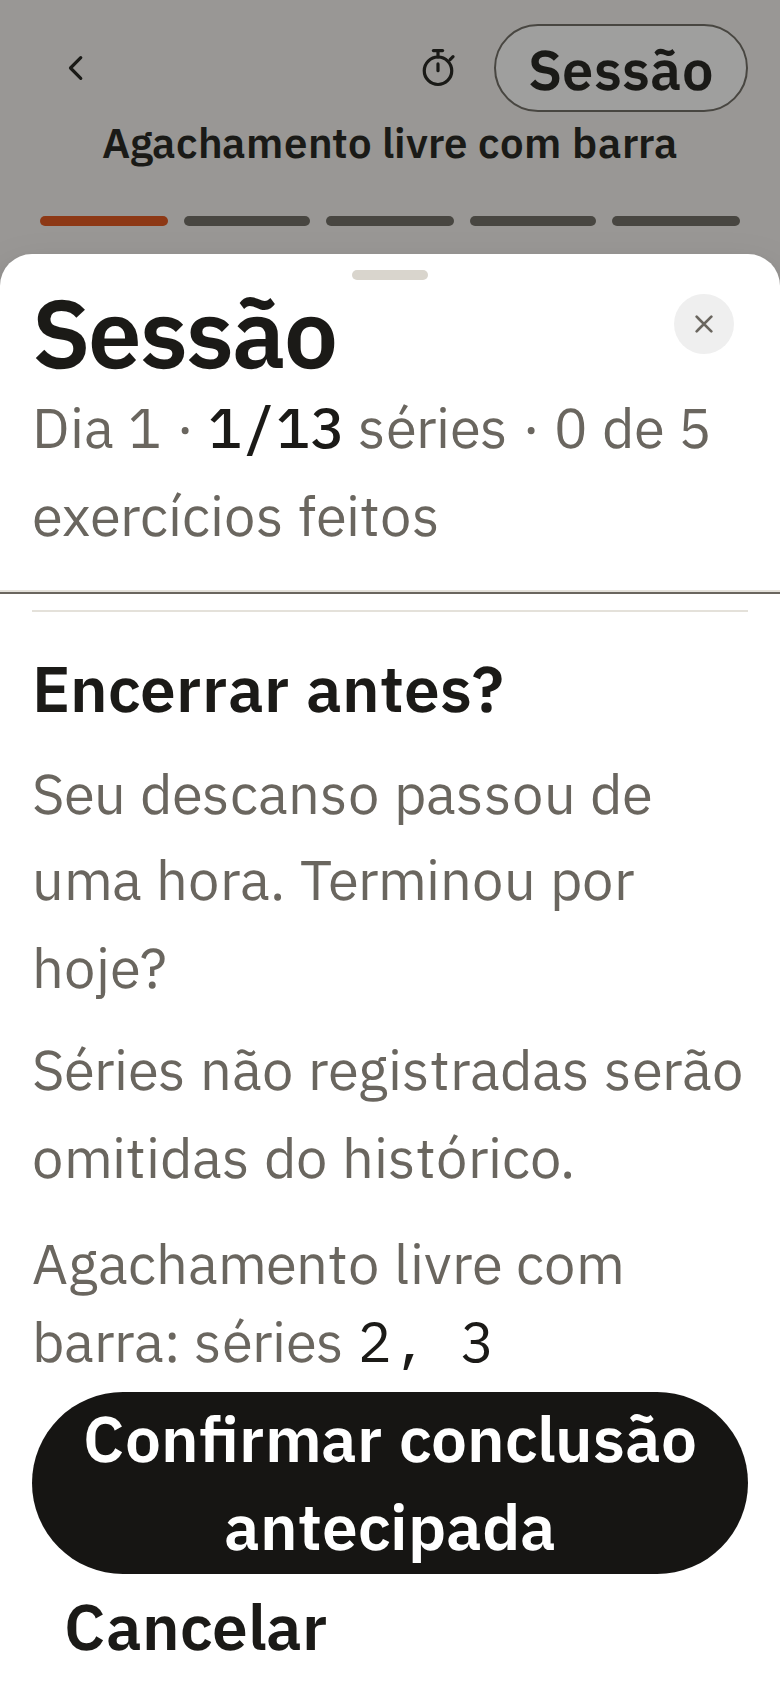 Sessão
Agachamento livre com barra
Sessão
Dia 1 · 1/13 séries · 0 de 5
exercícios feitos
Encerrar antes?
Seu descanso passou de
uma hora. Terminou por
hoje?
Séries não registradas serão
omitidas do histórico.
Agachamento livre com
barra: séries 2, 3
Confirmar conclusão
antecipada
Cancelar